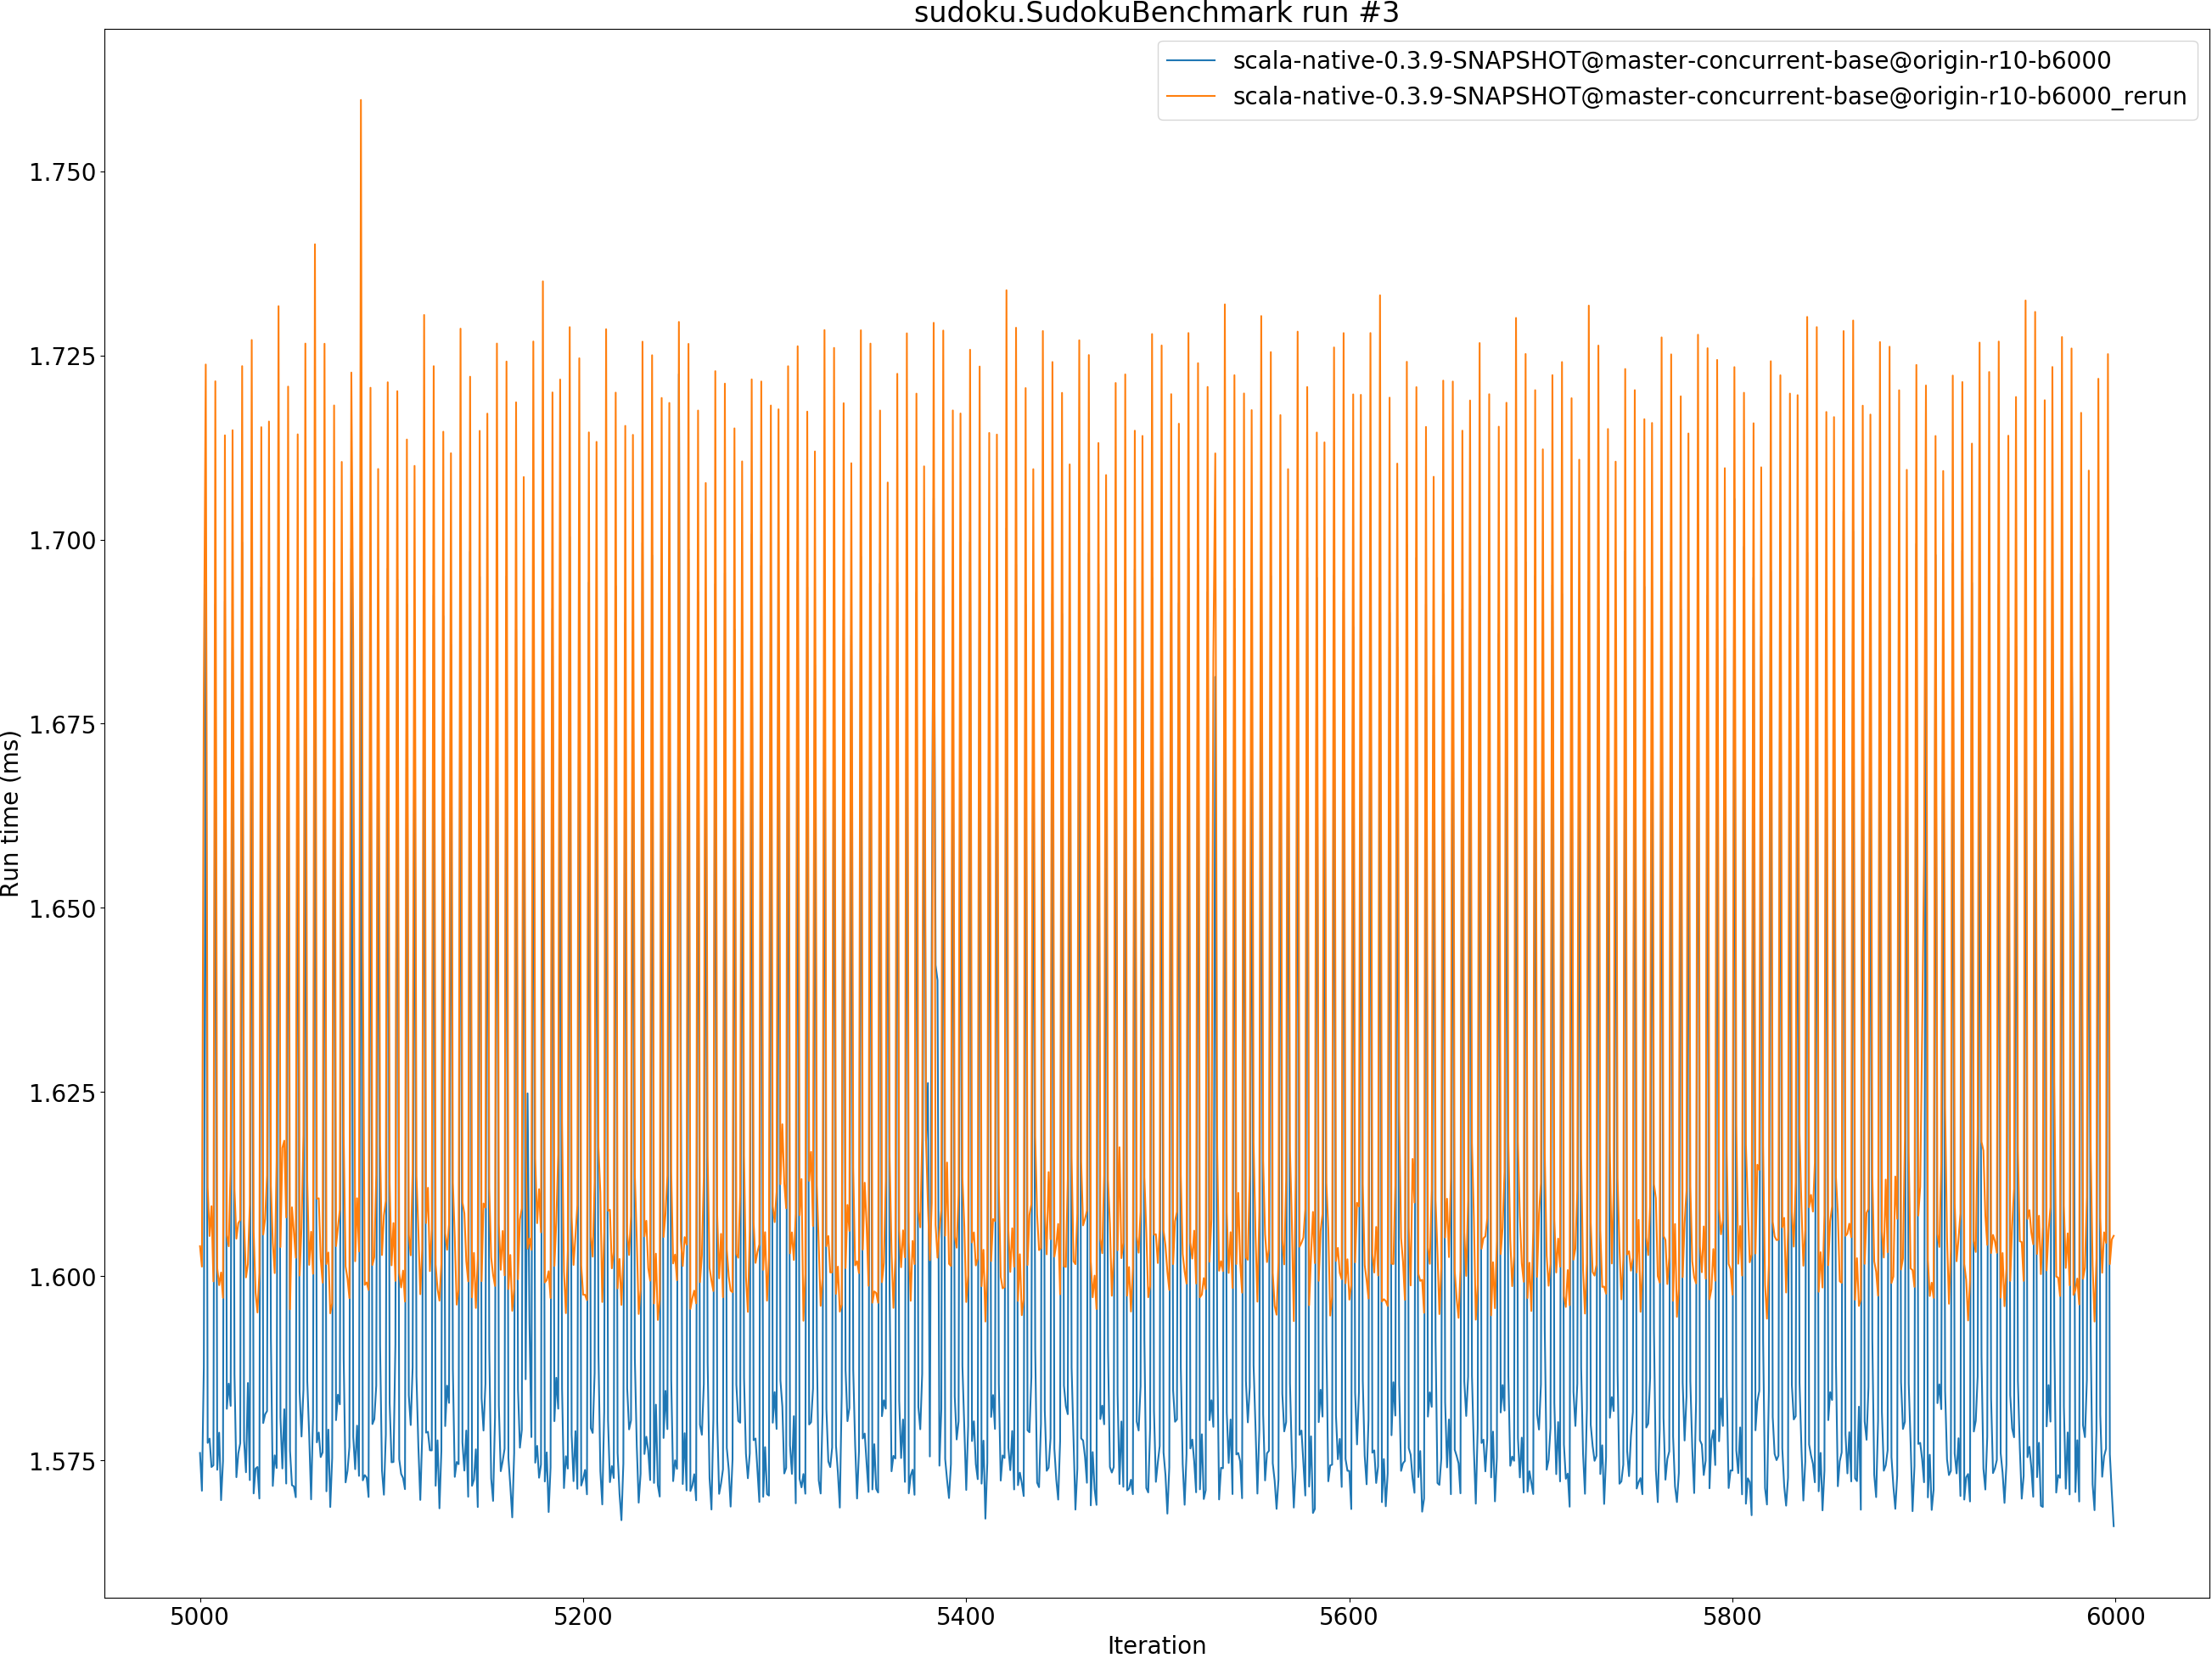 sudoku.SudokuBenchmark run #3
scala-native-0.3.9-SNAPSHOT@master-concurrent-base@origin-r10-b6000
scala-native-0.3.9-SNAPSHOT@master-concurrent-base@origin-r10-b6000_rerun
1.750
1.725
1.700
1.675
1.650
1.625
1.600
1.575
Run time (ms)
5000 5200 5400 5600 5800 6000
Iteration